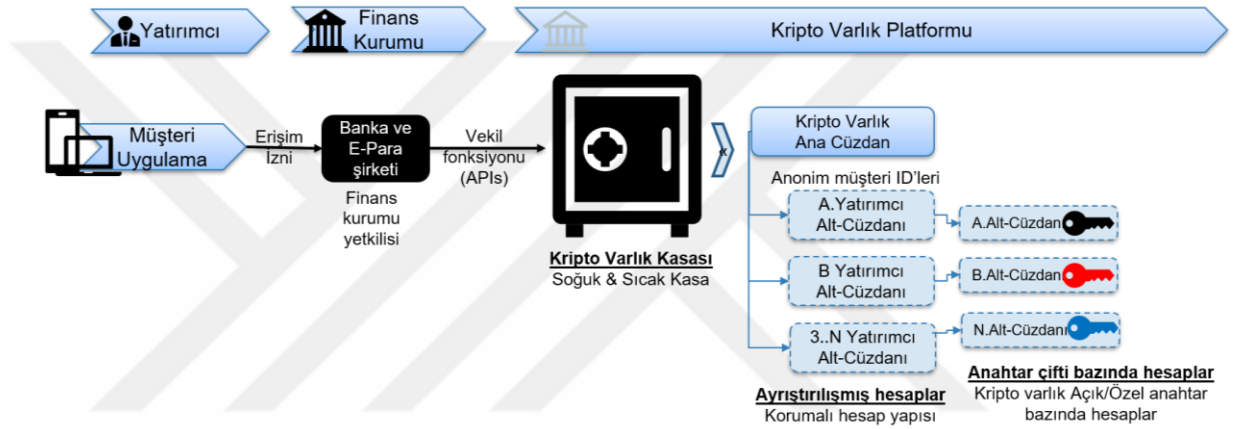 Yatırımcı
Finans
Kurumu
Kripto Varlık Platformu
Müşteri
Uygulama
Erişim
İzni
Banka ve
E-Para
şirketi
Finans
kurumu
yetkilisi
Vekil
fonksiyonu
(APIs)
Kripto Varlık Kasası
Soğuk & Sıcak Kasa
«
Kripto Varlık
Ana Cüzdan
Anonim müşteri ID'leri
A.Yatırımcı
Alt-Cüzdanı
A.Alt-Cüzdan
B Yatırımcı
Alt-Cüzdanı
B.Alt-Cüzdan
3..N Yatırımcı
Alt-Cüzdanı
N.Alt-Cüzdanı
Ayrıştırılışmış hesaplar
Korumalı hesap yapısı
Anahtar çifti bazında hesaplar
Kripto varlık Açık/Özel anahtar
bazında hesaplar